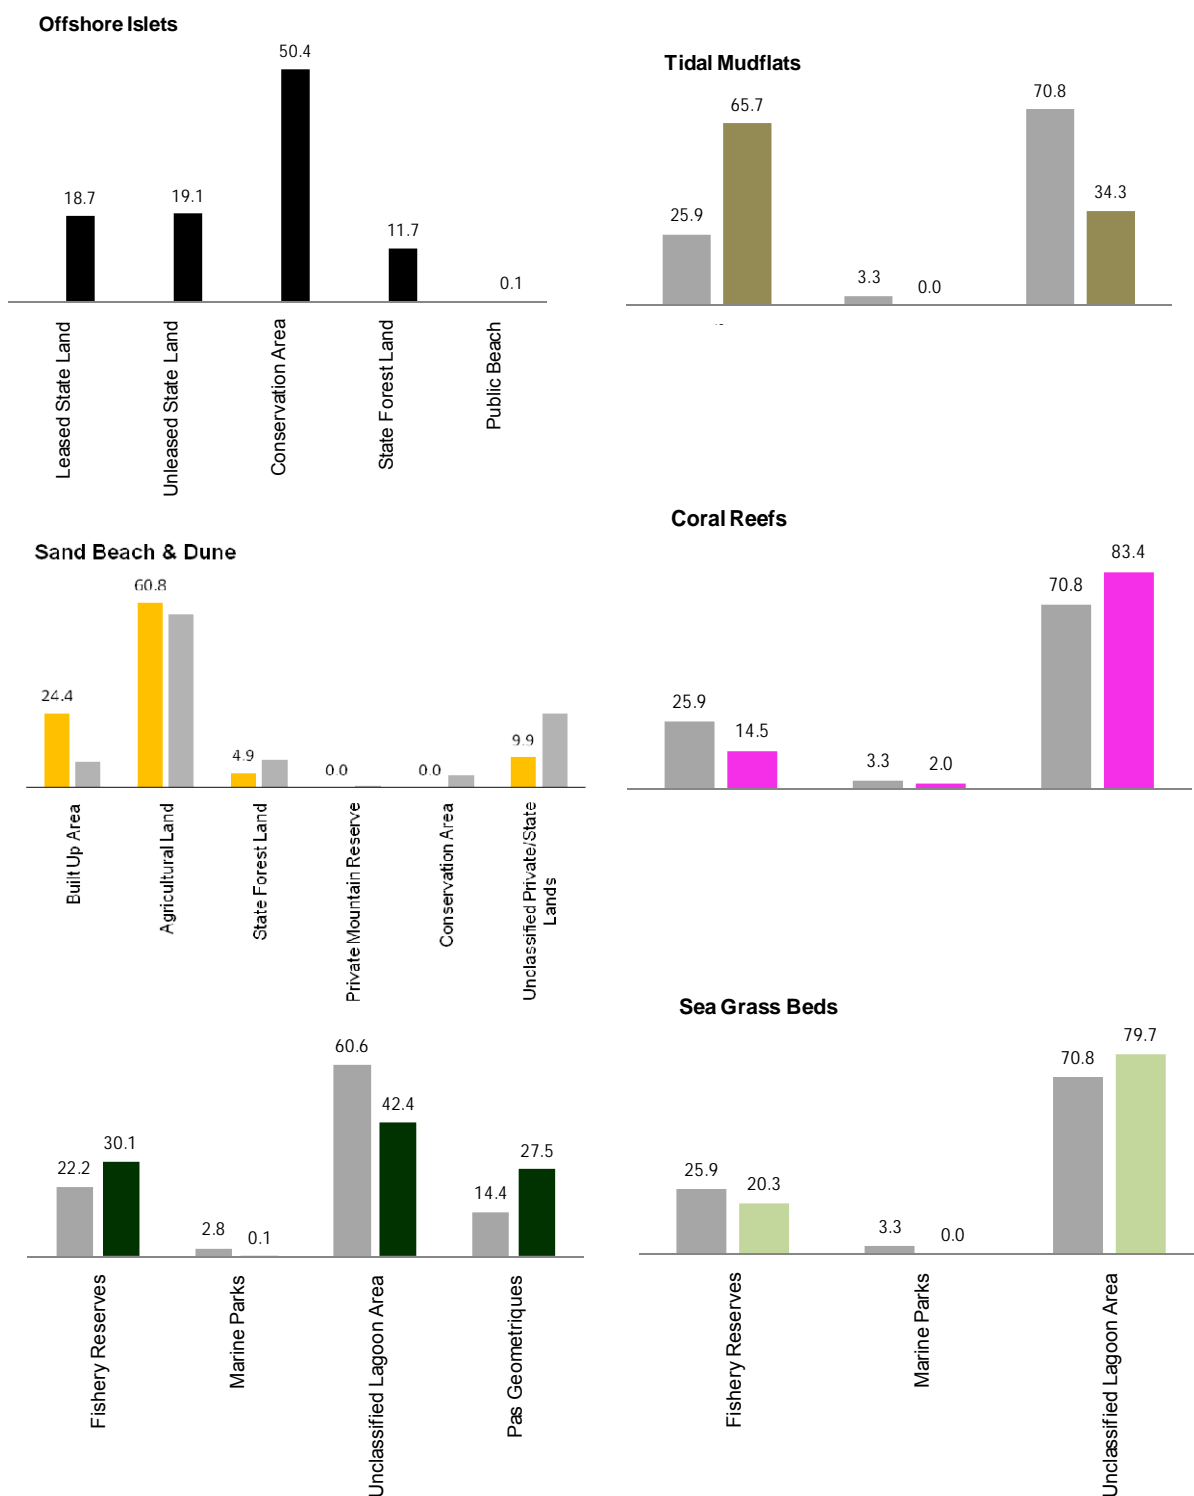 Offshore Islets
50.4
18.7
19.1
11.7
0.1
Leased State Land
Unleased State Land
Conservation Area
State Forest Land
Public Beach
Tidal Mudflats
65.7
70.8
25.9
34.3
3.3
0.0
Sand Beach & Dune
60.8
24.4
4.9
0.0
0.0
9.9
Built Up Area
Agricultural Land
State Forest Land
Private Mountain Reserve
Conservation Area
Unclassified Private/State
Lands
Coral Reefs
83.4
70.8
25.9
14.5
3.3
2.0
60.6
42.4
30.1
22.2
27.5
14.4
2.8
0.1
Fishery Reserves
Marine Parks
Unclassified Lagoon Area
Pas Geometriques
Sea Grass Beds
79.7
70.8
25.9
20.3
3.3
0.0
Fishery Reserves
Marine Parks
Unclassified Lagoon Area